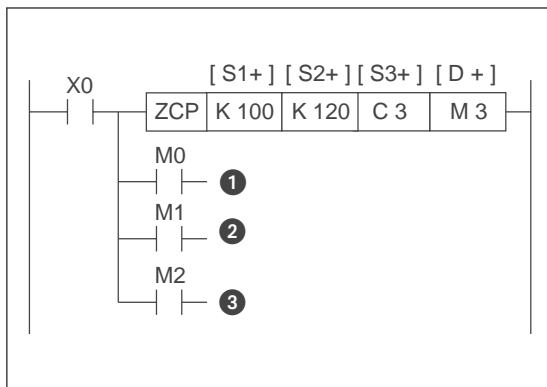 [ S1+ ] [ S2+ ] [ S3+ ] [ D + ]
X0
ZCP K 100 K 120 C 3 M 3
M0
❶
M1
❷
M2
❸